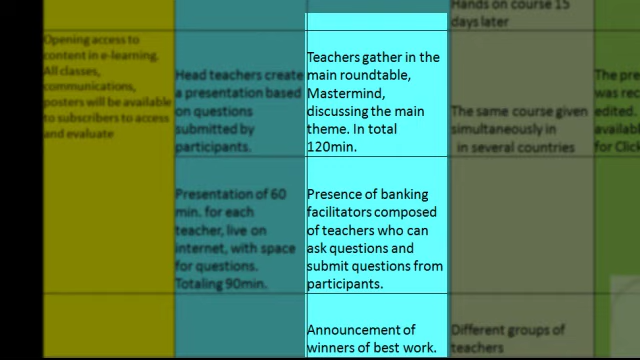 Opening access to
content in e-learning.
All classes,
communications,
posters will be available
to subscribers to access
and evaluate
Head teachers create
a presentation based
on questions
submitted by
participants.
Presentation of 60
min. for each
teacher, live on
internet, with space
for questions.
Totaling 90min.
Teachers gather in the
main roundtable,
Mastermind,
discussing the main
theme. In total
120min.
Presence of banking
facilitators composed
of teachers who can
ask questions and
submit questions from
participants.
Announcement of
winners of best work.
Hands on course 15
days later
The same course given
simultaneously in
in several countries
Different groups of
teachers
The pre
was rec
edited.
availab
for Click